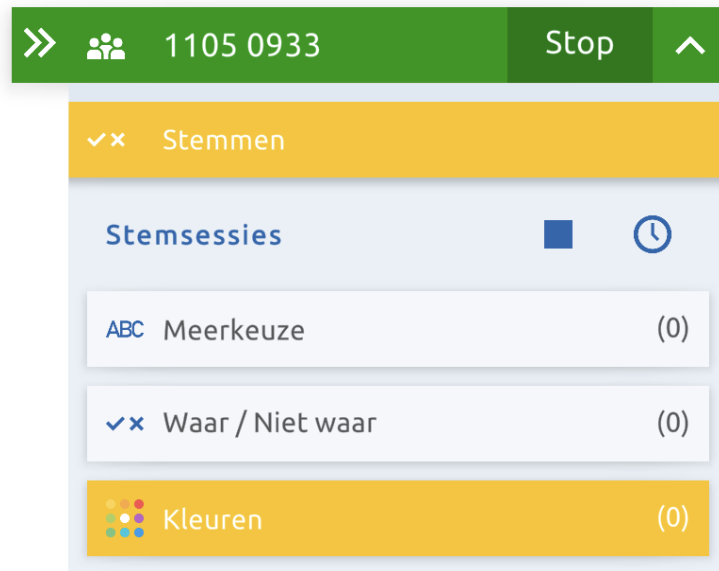 1105 0933 Stop
Stemmen
Stemsessies
ABC Meerkeuze (0)
Waar / Niet waar (0)
Kleuren (0)